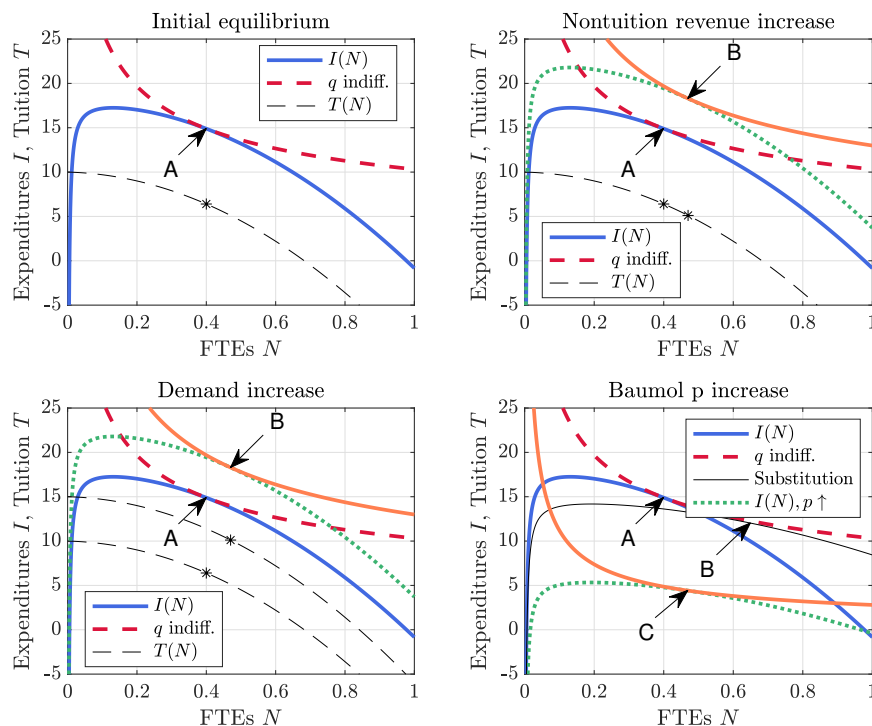 Initial equilibrium
Expenditures I, Tuition T
25
20
15
10
5
0
-5
I(N)
q indiff.
T(N)
A
0
0.2
0.4
0.6
0.8
1
FTEs N
Nontuition revenue increase
Expenditures I, Tuition T
25
20
15
10
5
0
-5
B
A
I(N)
q indiff.
T(N)
0
0.2
0.4
0.6
0.8
1
FTEs N
Demand increase
Expenditures I, Tuition T
25
20
15
10
5
0
-5
B
A
I(N)
q indiff.
T(N)
0
0.2
0.4
0.6
0.8
1
FTEs N
Baumol p increase
Expenditures I, Tuition T
25
20
15
10
5
0
-5
I(N)
q indiff.
Substitution
I(N), p ↑
A
B
C
0
0.2
0.4
0.6
0.8
1
FTEs N